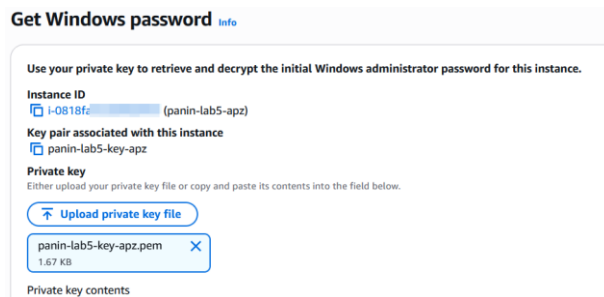 Get Windows password Info
Use your private key to retrieve and decrypt the initial Windows administrator password for this instance.
Instance ID
(panin-lab5-apz)
Key pair associated with this instance
panin-lab5-key-apz
Private key
Either upload your private key file or copy and paste its contents into the field below.
Upload private key file
panin-lab5-key-apz.pem
1.67 KB
Private key contents